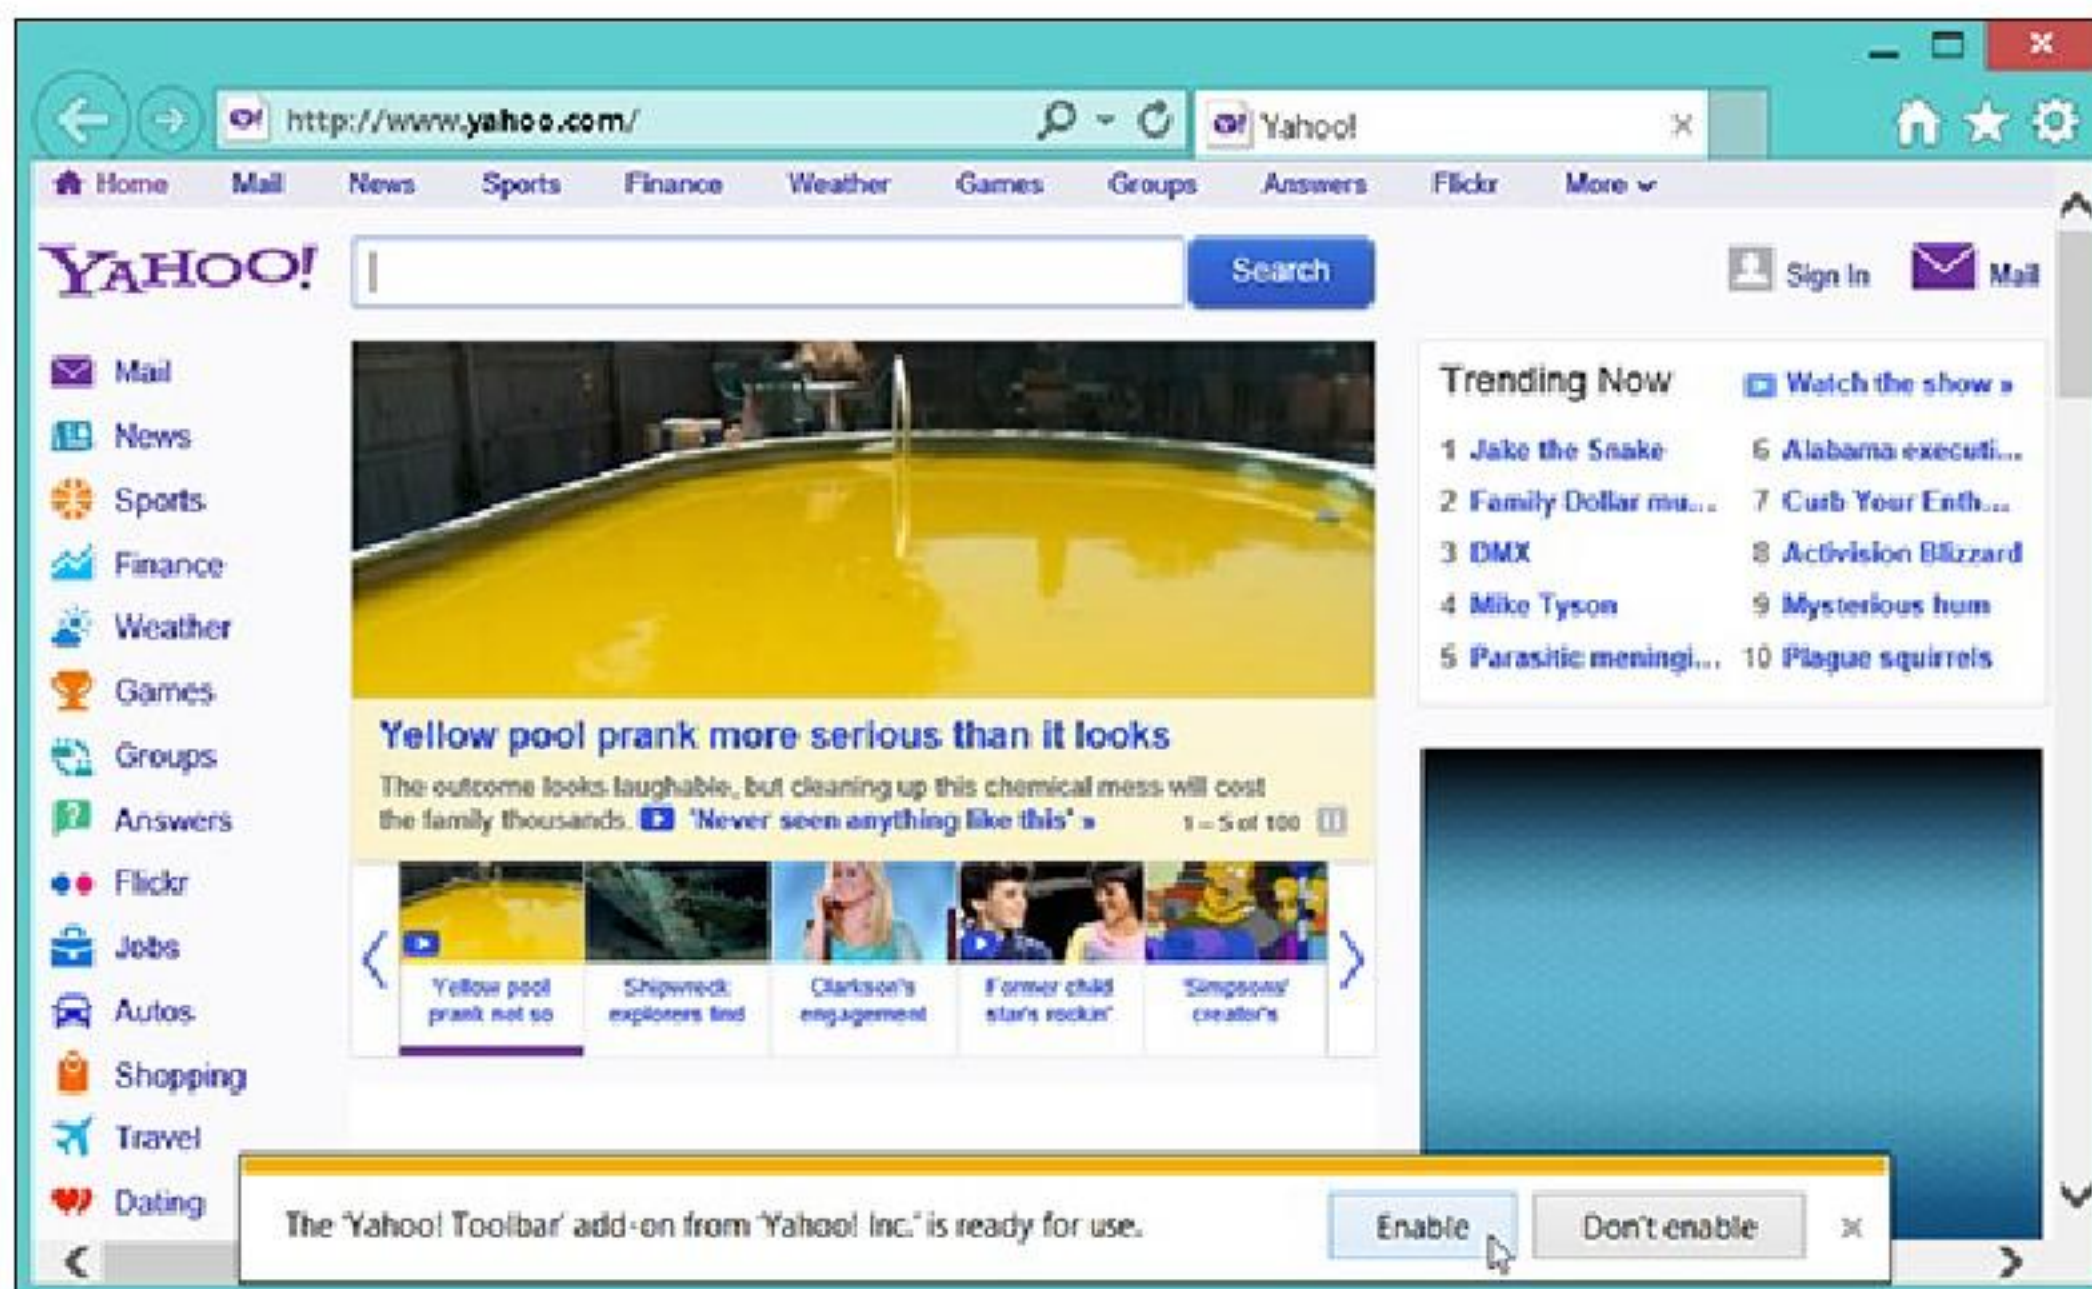 http://www.yahoo.com/
Yahoo!
Home Mail News Sports Finance Weather Games Groups Answers Flickr More
YAHOO!
Search
Sign In Mail
Mail
News
Sports
Finance
Weather
Games
Groups
Answers
Flickr
Jobs
Autos
Shopping
Travel
Dating
Yellow pool prank more serious than it looks
The outcome looks laughable, but cleaning up this chemical mess will cost
the family thousands. 'Never seen anything like this' »
1 – 5 of 100
Yellow pool
prank not so
Shipwreck
explorers find
Clarkson's
engagement
Former child
star's rockin'
'Simpsons'
creator's
Trending Now Watch the show »
1 Jake the Snake
2 Family Dollar mu...
3 DMX
4 Mike Tyson
5 Parasitic meningi...
6 Alabama executi...
7 Curb Your Enth...
8 Activision Blizzard
9 Mysterious hum
10 Plague squirrels
The 'Yahoo! Toolbar' add-on from 'Yahoo! Inc.' is ready for use.
Enable
Don't enable